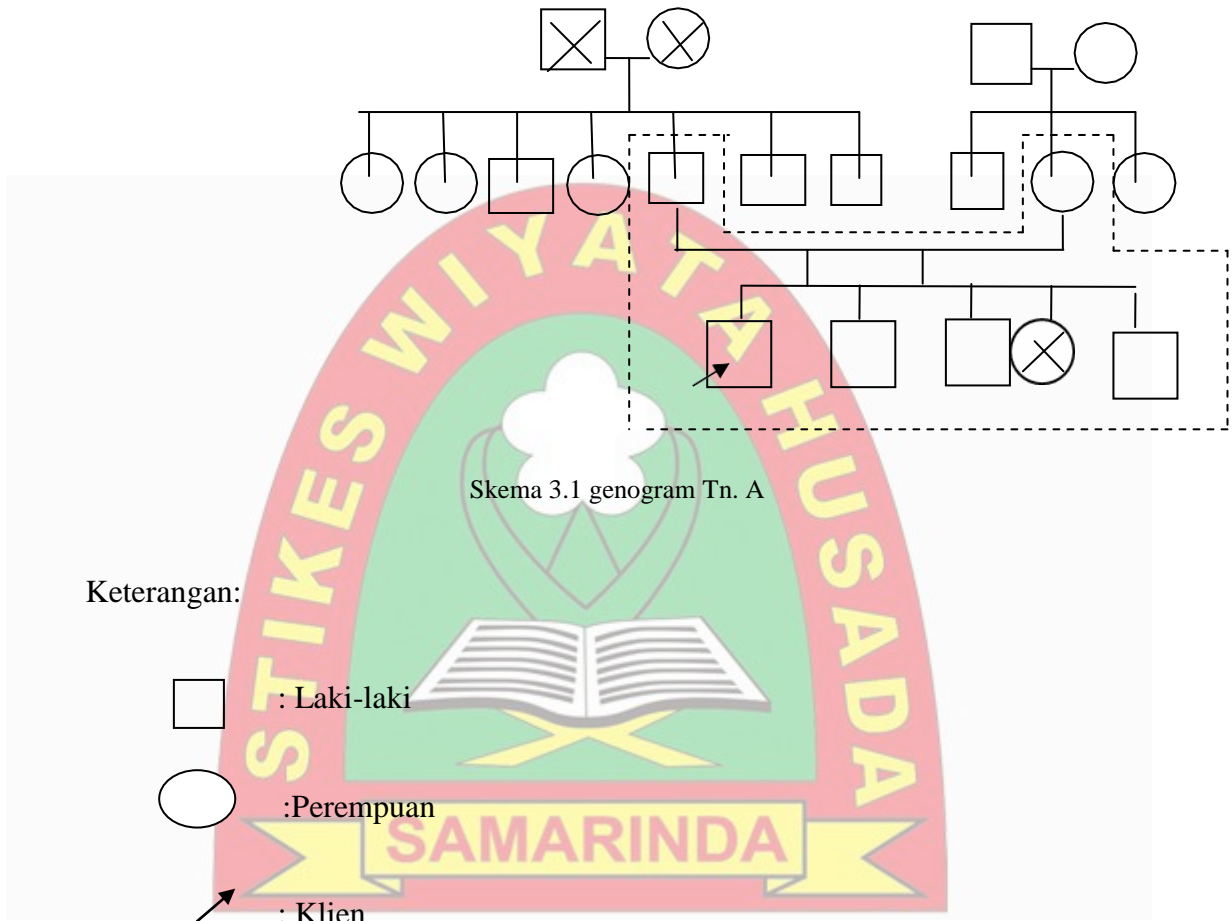 Skema 3.1 genogram Tn. A
Keterangan:
: Laki-laki
:Perempuan
: Klien
STIKES WIYATA HUSADA
SAMARINDA